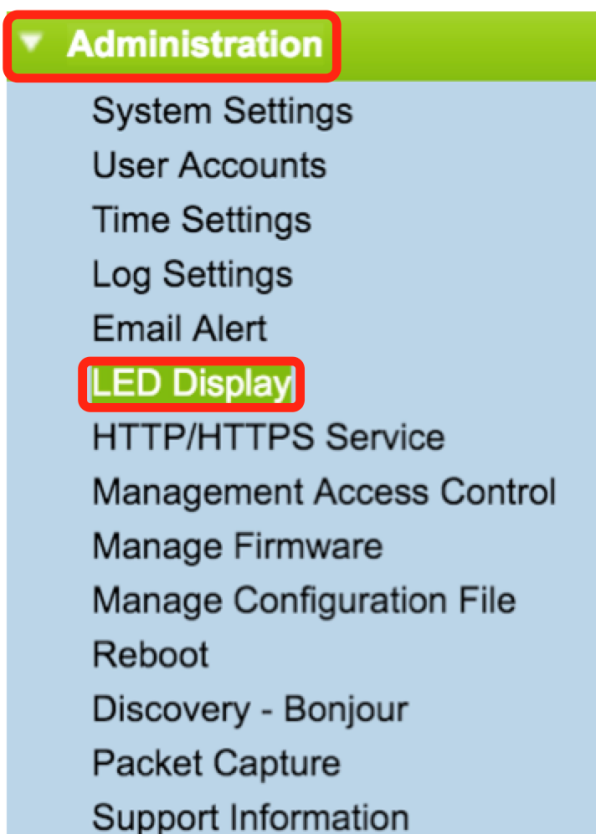 Administration
System Settings
User Accounts
Time Settings
Log Settings
Email Alert
LED Display
HTTP/HTTPS Service
Management Access Control
Manage Firmware
Manage Configuration File
Reboot
Discovery - Bonjour
Packet Capture
Support Information